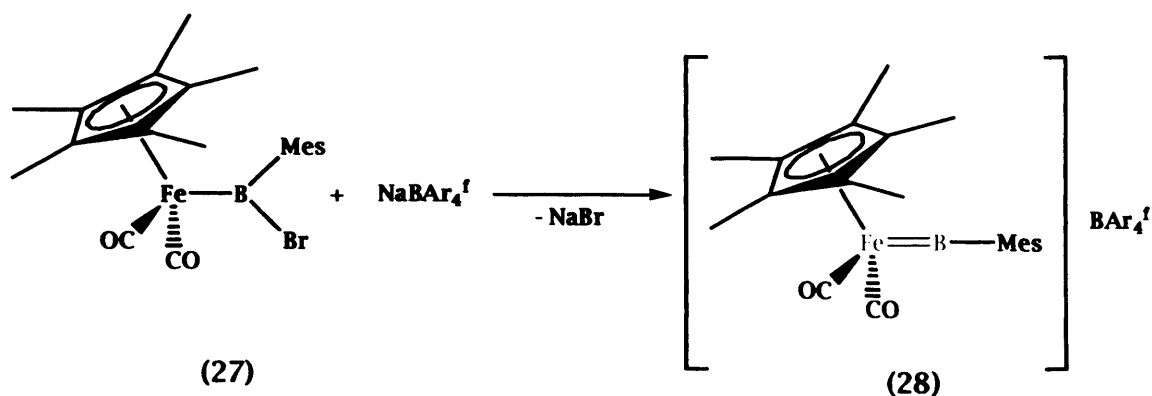 Mes
Fe B + NaBAr4f - NaBr
Br
OC
CO
(27)
Fe B Mes
BAr4f
OC
CO
(28)